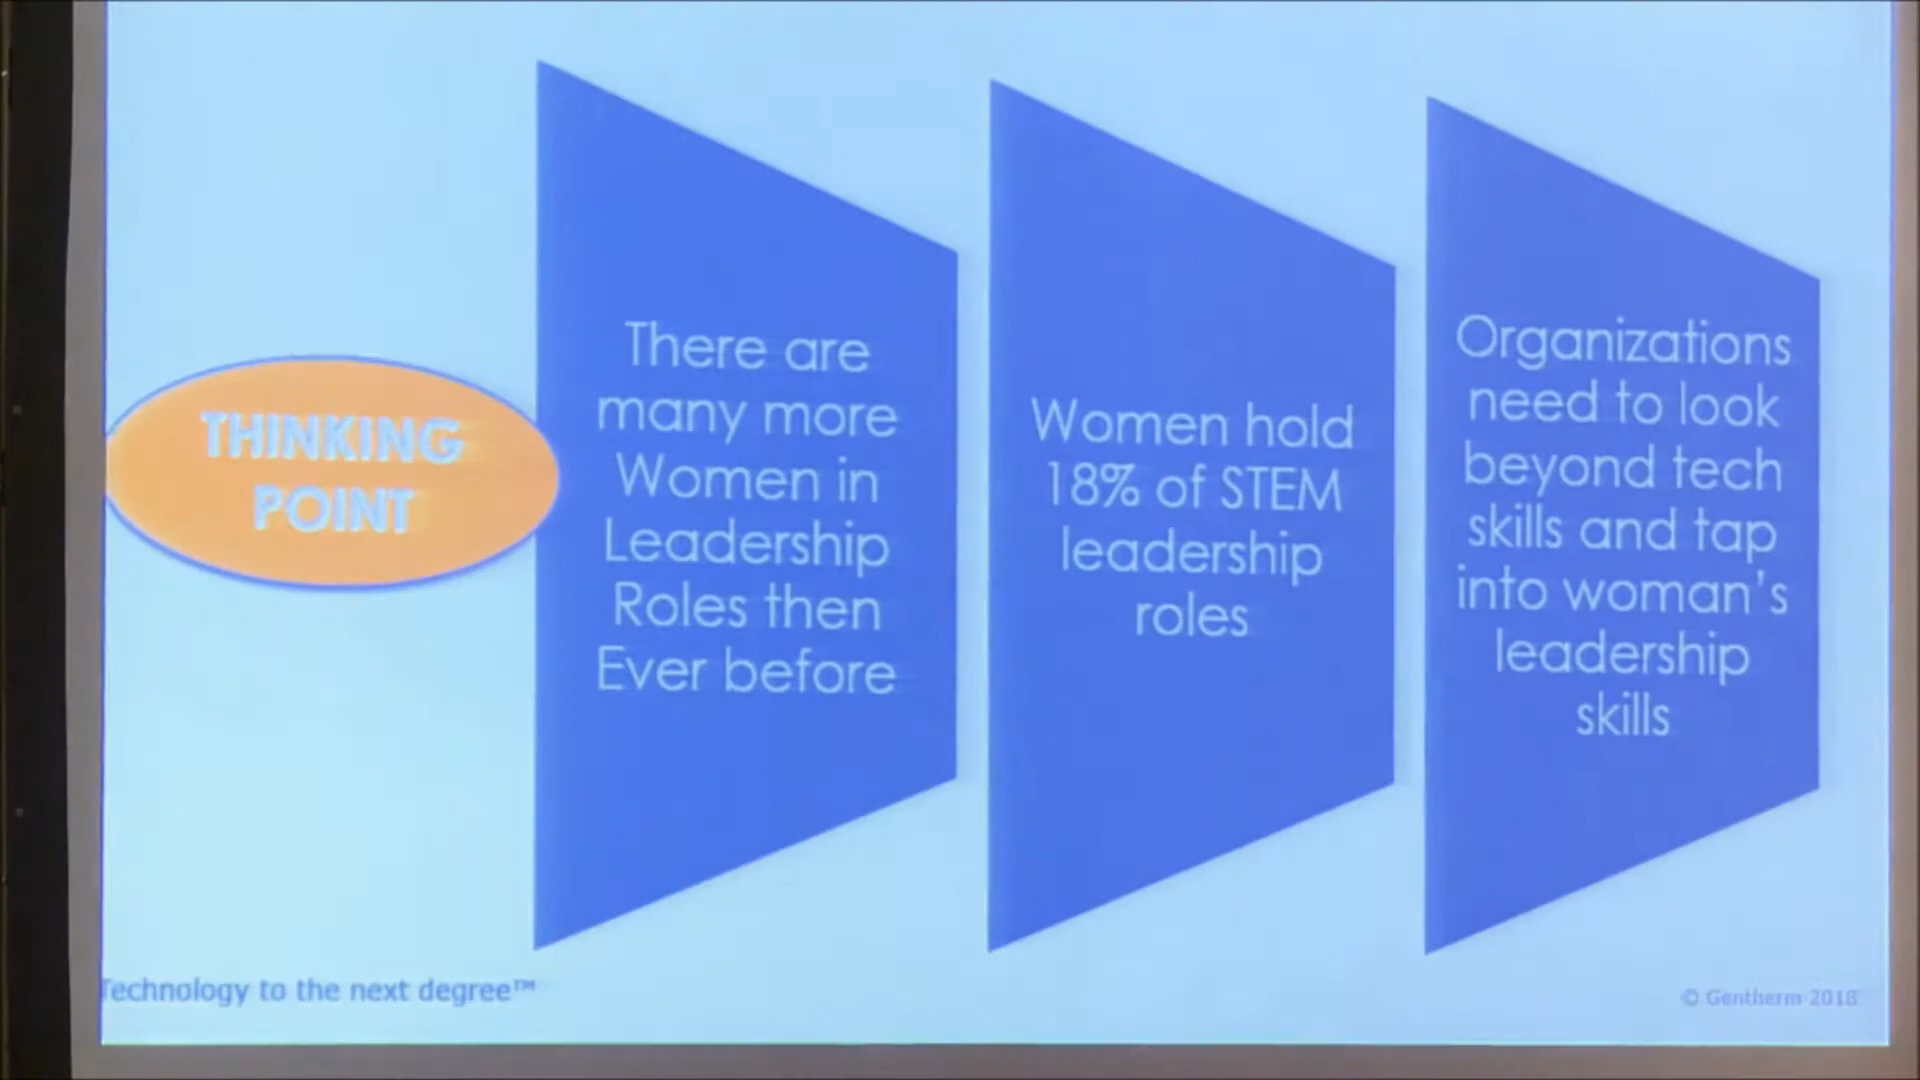 THINKING
POINT
There are
many more
Women in
Leadership
Roles then
Ever before
Women hold
18% of STEM
leadership
roles
Organizations
need to look
beyond tech
skills and tap
into woman's
leadership
skills
Technology to the next degree™
© Gentherm 2018